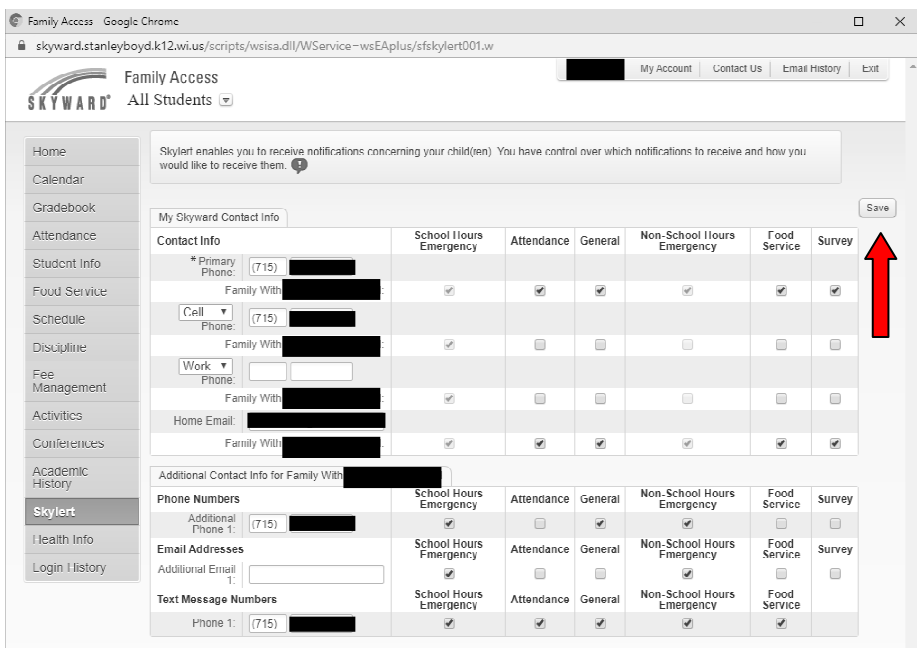 Family Access - Google Chrome
skyward.stanleyboyd.k12.wi.us/scripts/wsisa.dll/WService=wsEAplus/sfskylert001.w
My Account Contact Us Email History Exit
SKYWARD®
Family Access
All Students
Home
Calendar
Gradebook
Attendance
Student Info
Food Service
Schedule
Discipline
Fee
Management
Activities
Conferences
Academic
History
Skylert
Health Info
Login History
Skylert enables you to receive notifications concerning your child(ren). You have control over which notifications to receive and how you
would like to receive them.
Save
My Skyward Contact Info
Contact Info School Hours Emergency Attendance General Non-School Hours Emergency Food Service Survey
* Primary Phone: (715)
Family With :
Cell Phone: (715)
Family With :
Work Phone:
Family With :
Home Email:
Family With :
Additional Contact Info for Family With
Phone Numbers School Hours Emergency Attendance General Non-School Hours Emergency Food Service Survey
Additional Phone 1: (715)
Email Addresses School Hours Emergency Attendance General Non-School Hours Emergency Food Service Survey
Additional Email 1:
Text Message Numbers School Hours Emergency Attendance General Non-School Hours Emergency Food Service
Phone 1: (715)